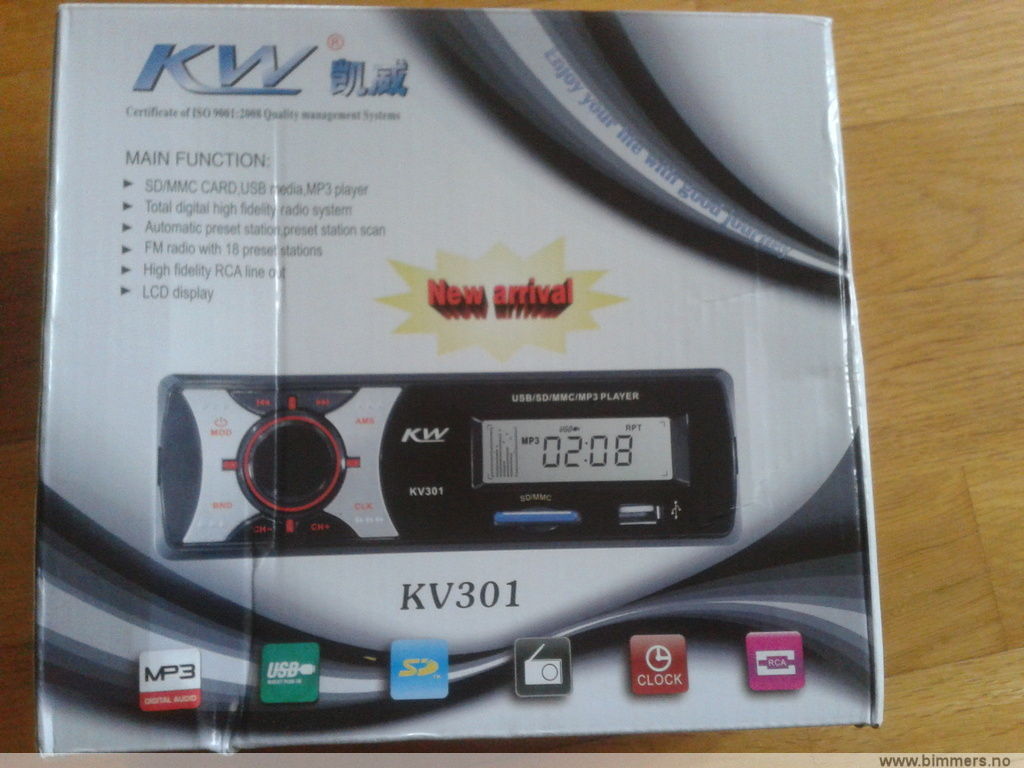 KW® 凯威
Certificate of ISO 9001:2008 Quality management Systems
Enjoy your life with good journey
MAIN FUNCTION:
SD/MMC CARD,USB media,MP3 player
Total digital high fidelity radio system
Automatic preset station,preset station scan
FM radio with 18 preset stations
High fidelity RCA line out
LCD display
New arrival
USB/SD/MMC/MP3 PLAYER
MOD
AMS
KW
USB
RPT
MP3 02:08
KV301
SD/MMC
BND
CLK
CH-
CH+
KV301
MP3
DIGITAL AUDIO
USB
SD
CLOCK
RCA
www.bimmers.no